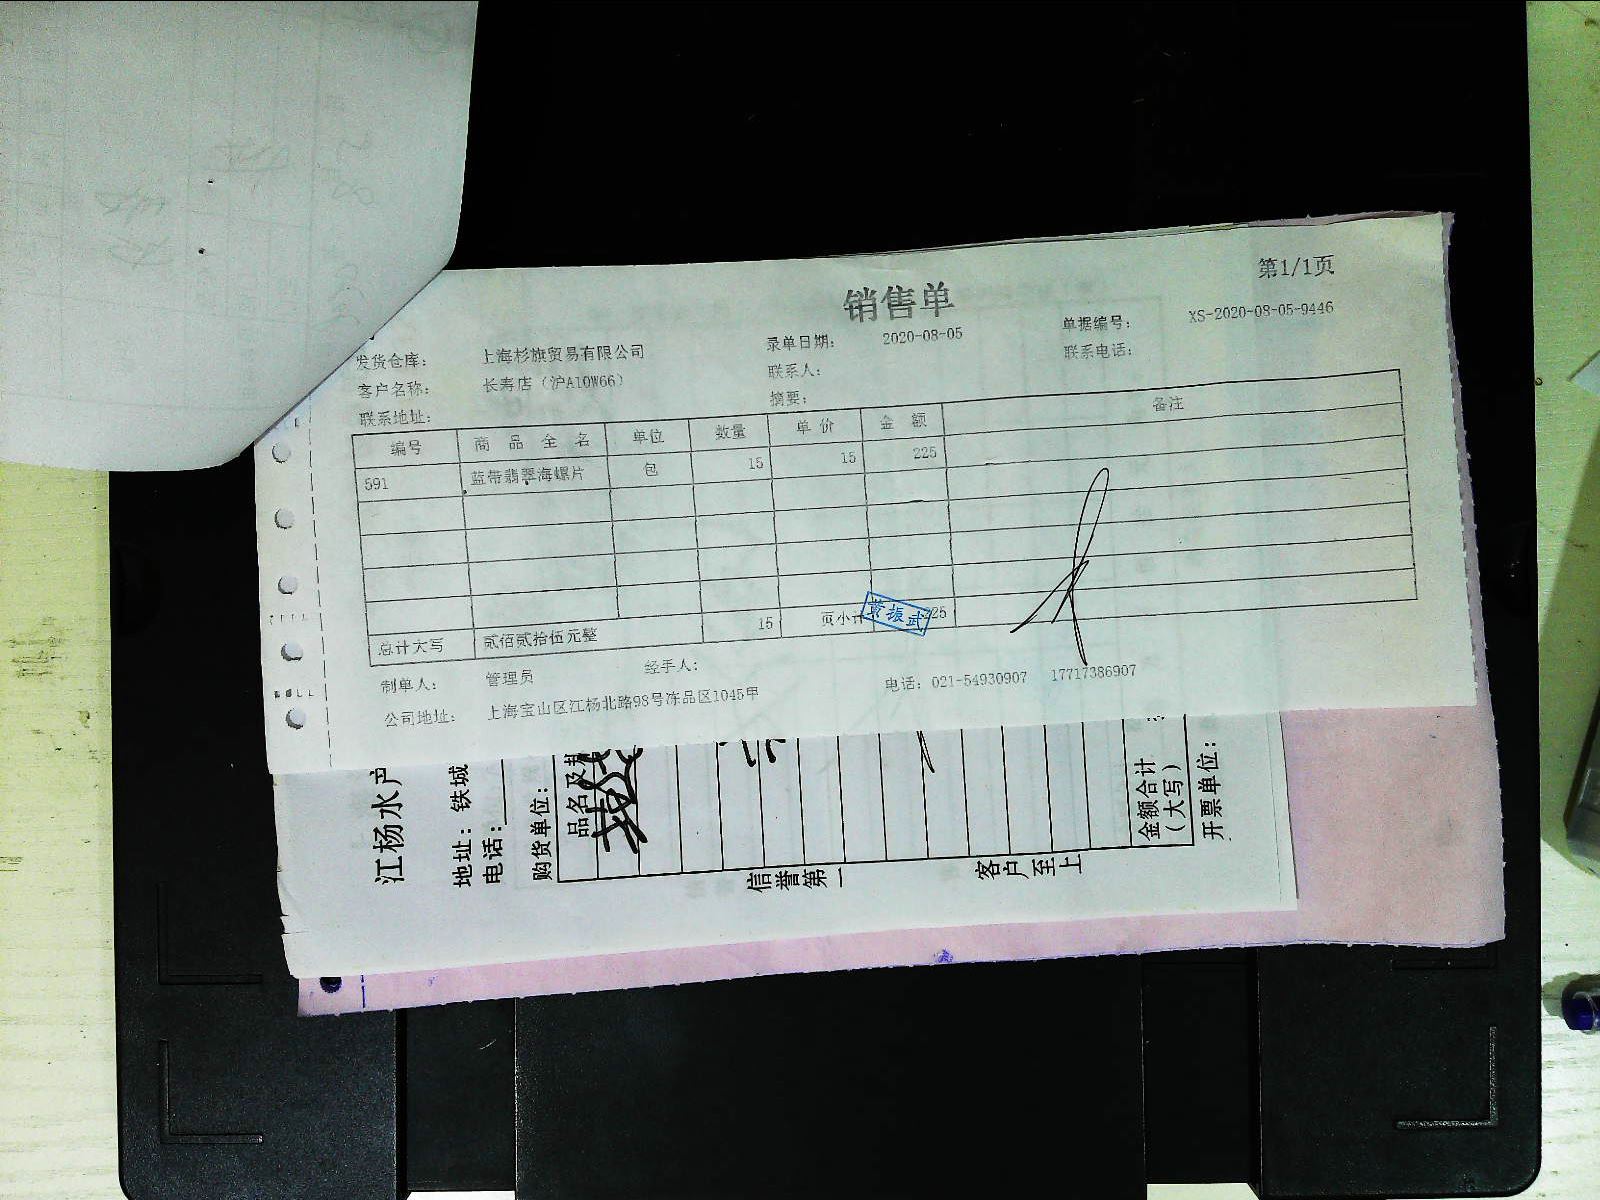 第1/1页
销售单
发货仓库： 上海杉旗贸易有限公司 录单日期： 2020-08-05 单据编号： XS-2020-08-05-9446
客户名称： 长寿店（沪A10W66） 联系人： 联系电话：
联系地址： 摘要：
编号 商品全名 单位 数量 单价 金额 备注
591 蓝带翡翠海螺片 包 15 15 225
总计大写 贰佰贰拾伍元整 15 页小计 225
黄振武
制单人： 管理员 经手人：
公司地址： 上海宝山区江杨北路98号冻品区1045甲 电话：021-54930907 17717386907
江杨水产
地址：铁城
电话：
购货单位：
品名及规
信誉第一
客户至上
金额合计
（大写）
开票单位：